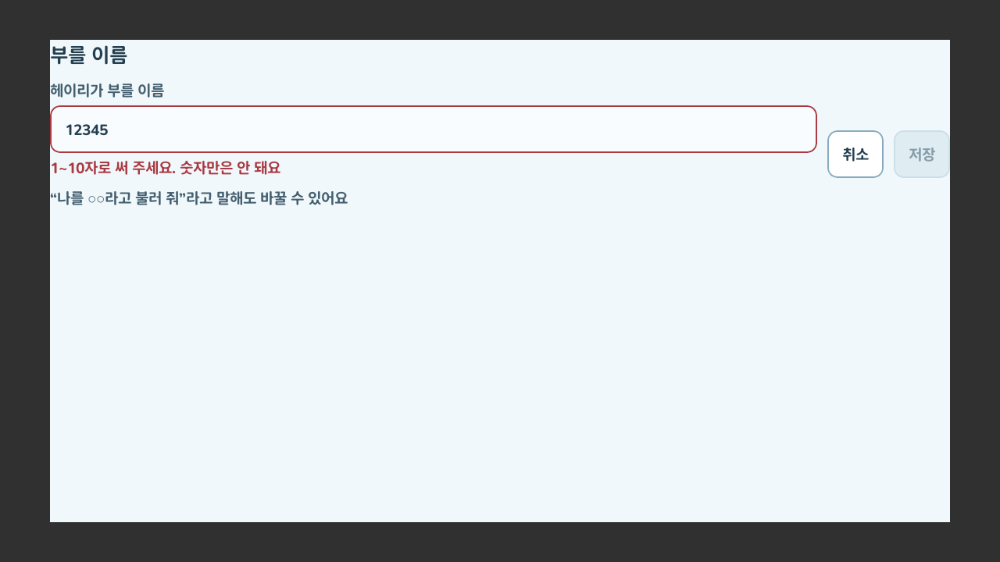 부를 이름
헤이리가 부를 이름
12345
1~10자로 써 주세요. 숫자만은 안 돼요
취소
저장
“나를 ○○라고 불러 줘”라고 말해도 바꿀 수 있어요